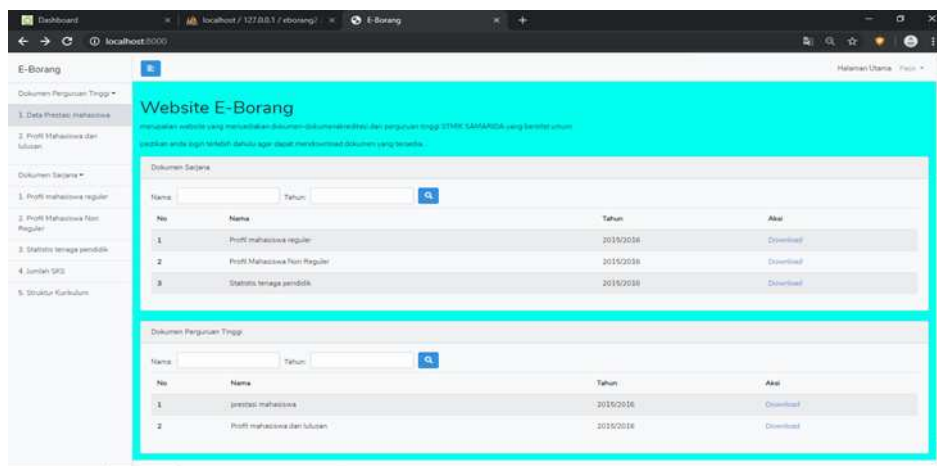 Dashboard
localhost / 127.0.0.1 / eborang/
E-Borang
localhost:8000
E-Borang
Halaman Utama
Dokumen Perguruan Tinggi
1. Data Prestasi mahasiswa
2. Profil Mahasiswa dan
lulusan
Dokumen Sarjana
1. Profil mahasiswa reguler
2. Profil Mahasiswa Non
Reguler
3. Statistis tenaga pendidik
4. Jumlah SKS
5. Struktur Kurikulum
Website E-Borang
merupakan website yang menyediakan dokumen-dokumen akreditasi dari perguruan tinggi STMIK SAMARINDA yang bersifat umum
pastikan anda login terlebih dahulu agar dapat mendownload dokumen yang tersedia.
Dokumen Sarjana
Nama: Tahun:
No Nama Tahun Aksi
1 Profil mahasiswa reguler 2015/2016 Download
2 Profil Mahasiswa Non Reguler 2015/2016 Download
3 Statistis tenaga pendidik 2015/2016 Download
Dokumen Perguruan Tinggi
Nama: Tahun:
No Nama Tahun Aksi
1 prestasi mahasiswa 2015/2016 Download
2 Profil mahasiswa dan lulusan 2015/2016 Download